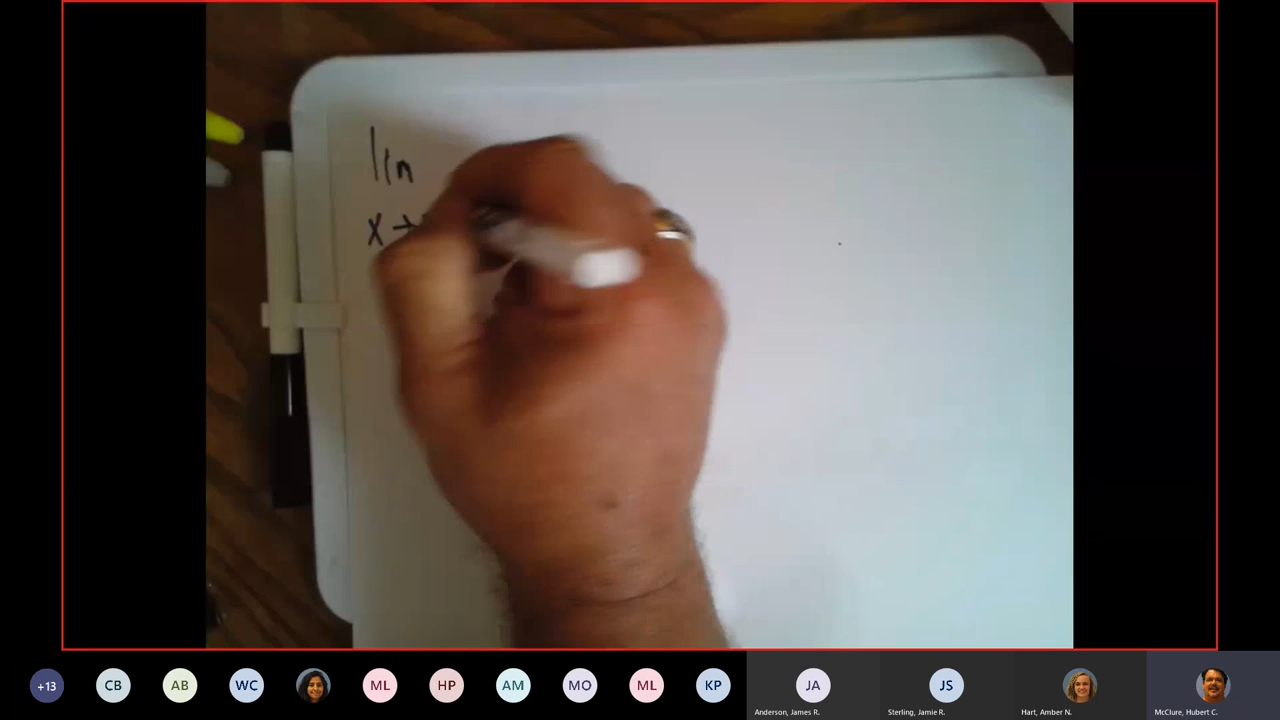 lim
x →
+13
CB
AB
WC
ML
HP
AM
MO
ML
KP
JA
JS
Anderson, James R.
Sterling, Jamie R.
Hart, Amber N.
McClure, Hubert C.